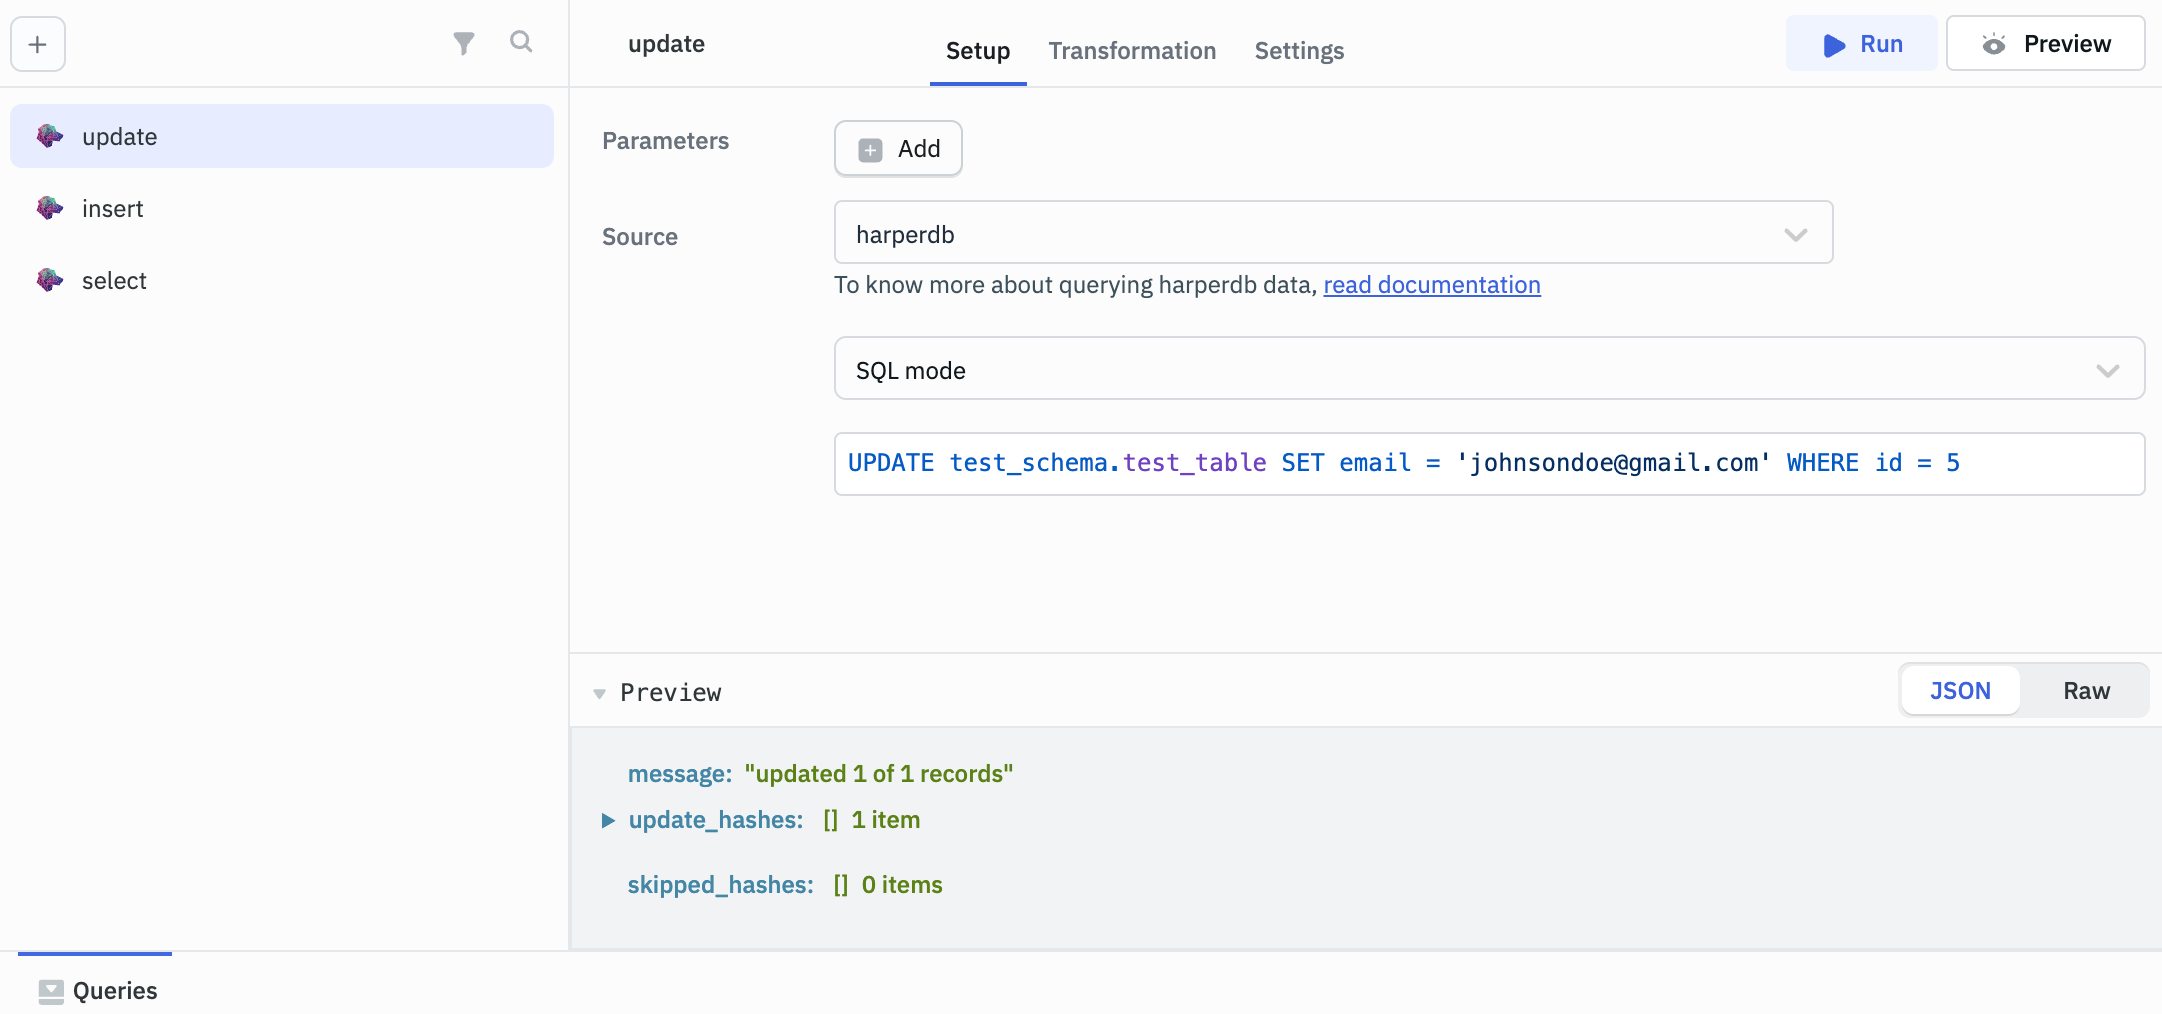 update
insert
select
update
Setup Transformation Settings
Run
Preview
Parameters
Add
Source
harperdb
To know more about querying harperdb data, read documentation
SQL mode
UPDATE test_schema.test_table SET email = 'johnsondoe@gmail.com' WHERE id = 5
Preview
JSON Raw
message: "updated 1 of 1 records"
update_hashes: [] 1 item
skipped_hashes: [] 0 items
Queries